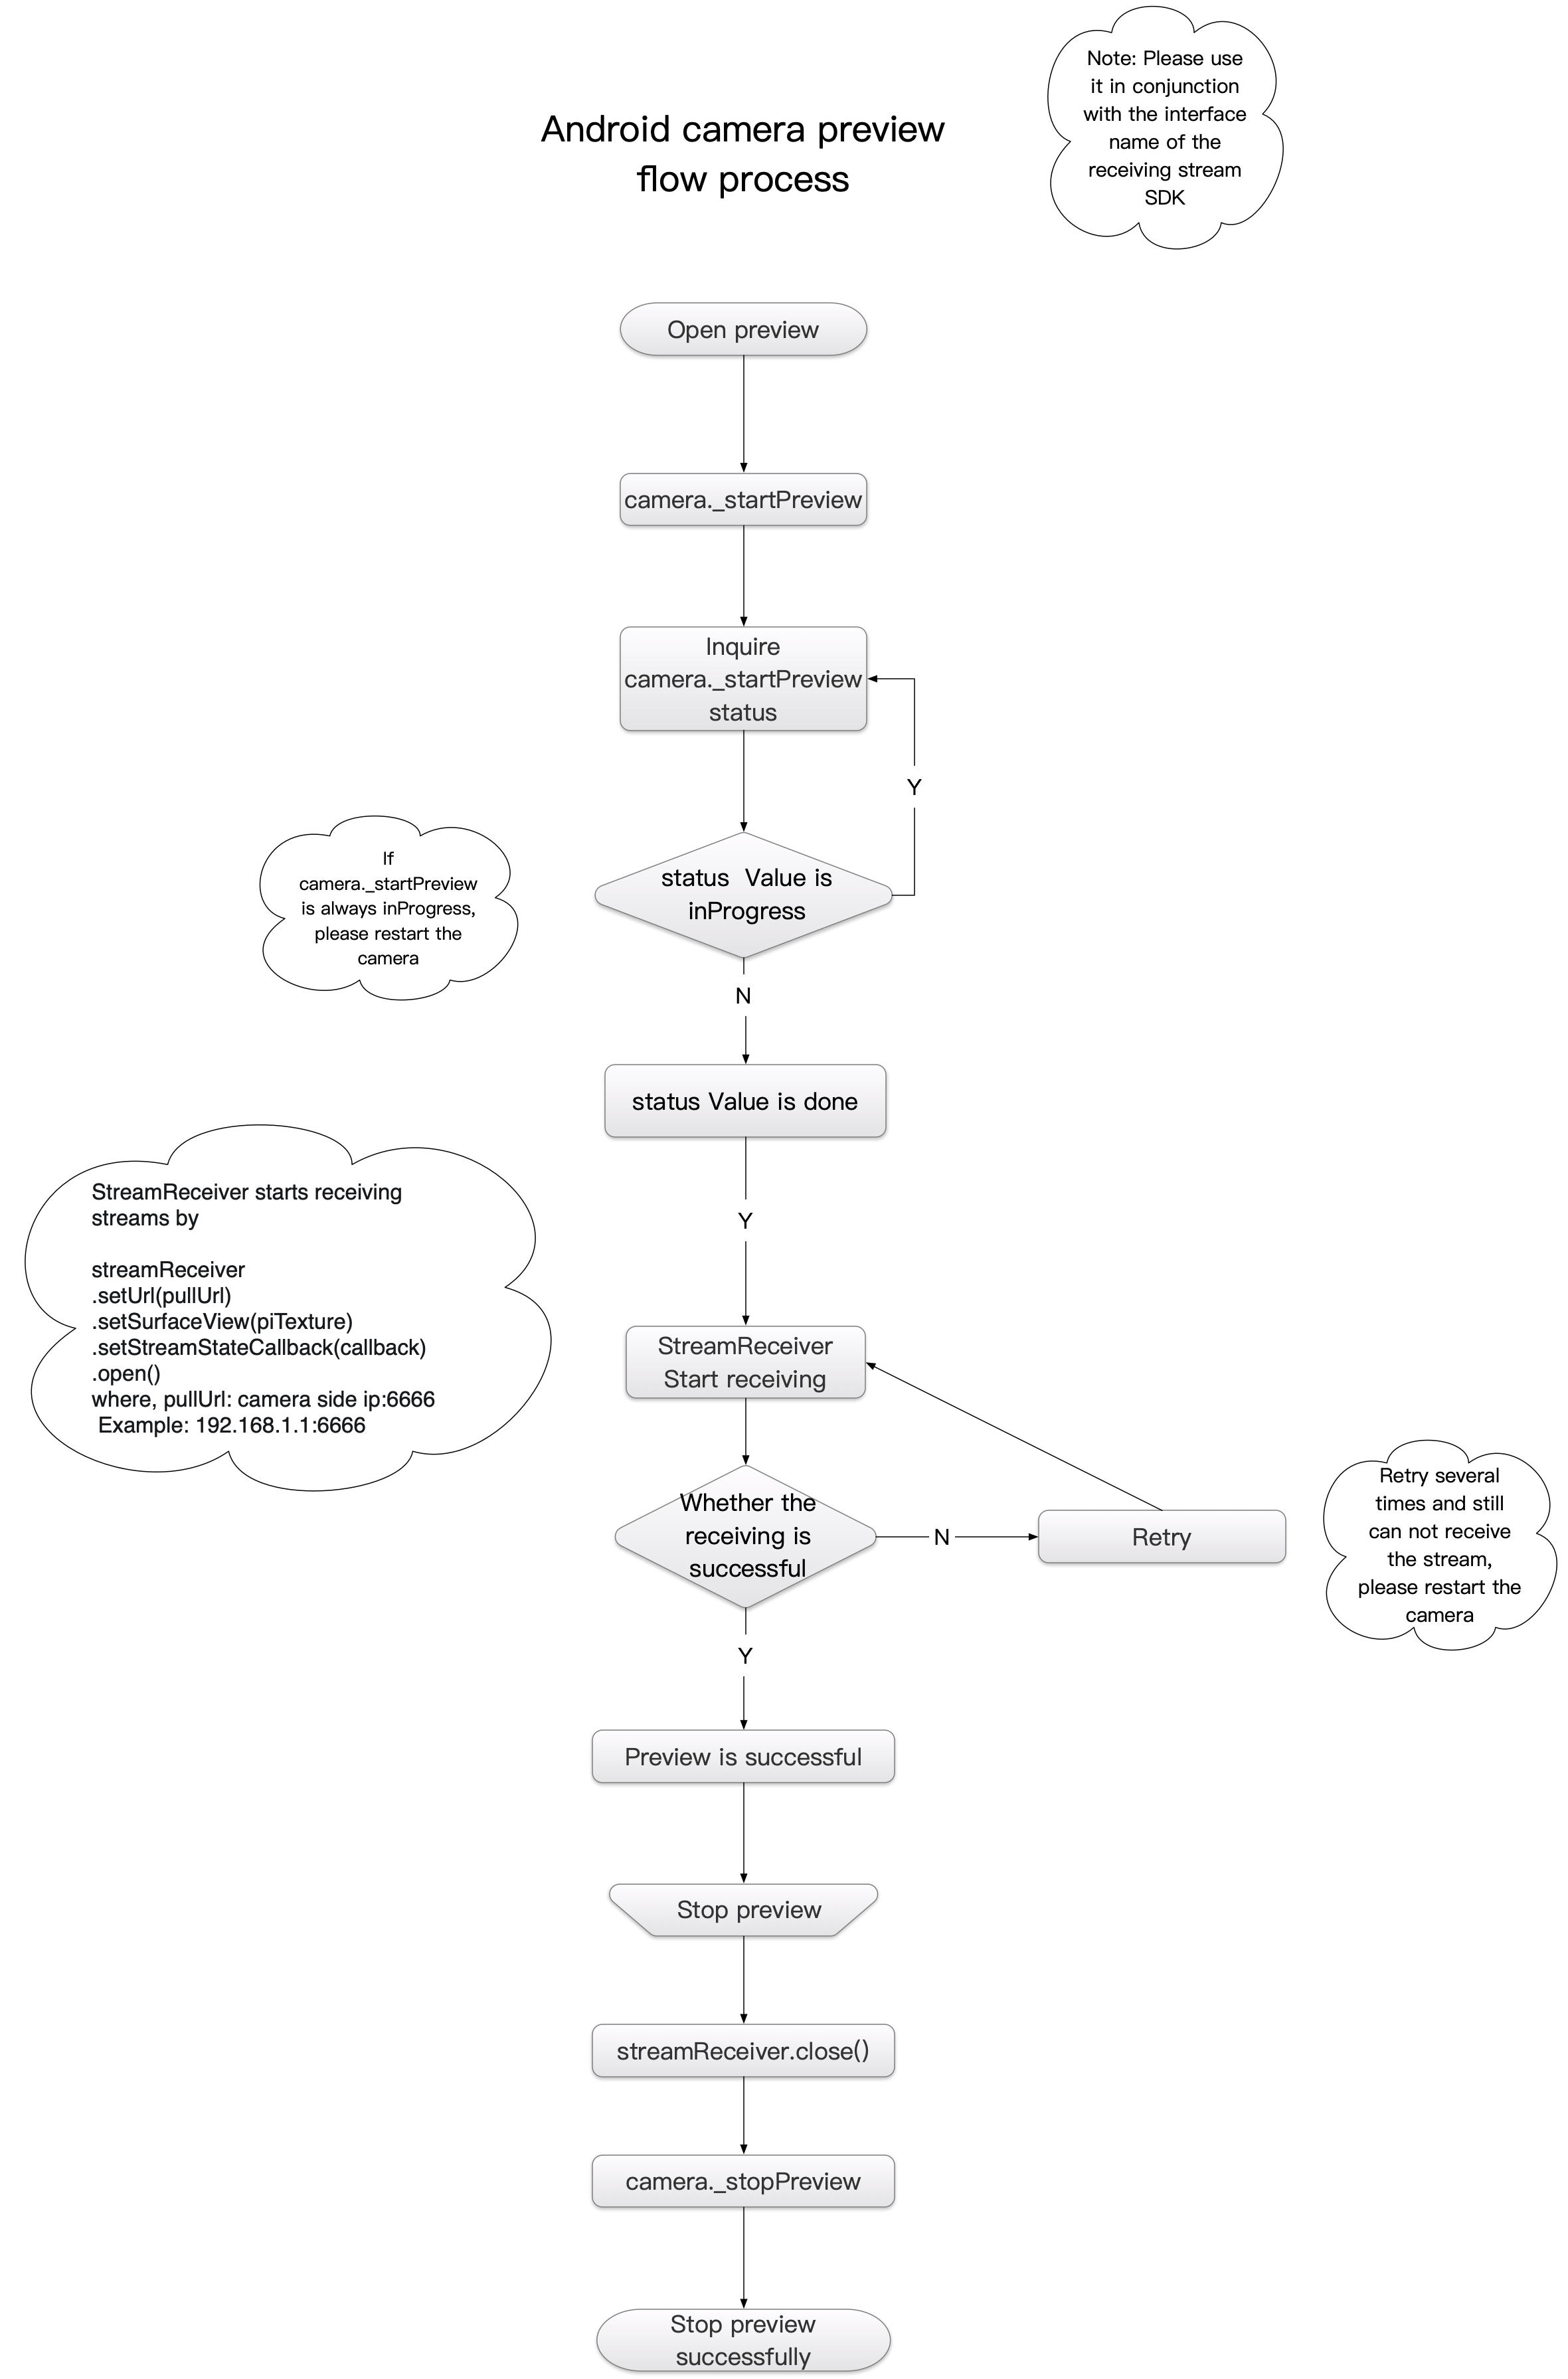 Android camera preview
flow process
Note: Please use
it in conjunction
with the interface
name of the
receiving stream
SDK
Open preview
camera._startPreview
Inquire
camera._startPreview
status
Y
status  Value is
inProgress
If
camera._startPreview
is always inProgress,
please restart the
camera
N
status Value is done
Y
StreamReceiver starts receiving
streams by
streamReceiver
.setUrl(pullUrl)
.setSurfaceView(piTexture)
.setStreamStateCallback(callback)
.open()
where, pullUrl: camera side ip:6666
Example: 192.168.1.1:6666
StreamReceiver
Start receiving
Whether the
receiving is
successful
N
Retry
Retry several
times and still
can not receive
the stream,
please restart the
camera
Y
Preview is successful
Stop preview
streamReceiver.close()
camera._stopPreview
Stop preview
successfully